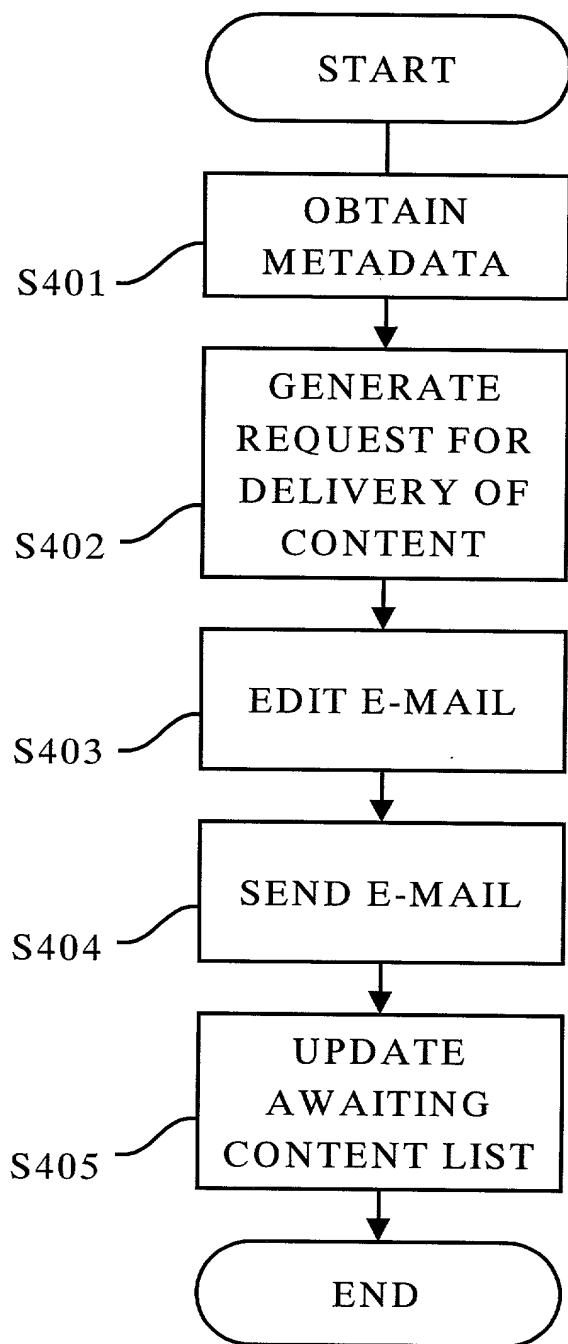 START
OBTAIN
METADATA
S401
GENERATE
REQUEST FOR
DELIVERY OF
CONTENT
S402
EDIT E-MAIL
S403
SEND E-MAIL
S404
UPDATE
AWAITING
CONTENT LIST
S405
END